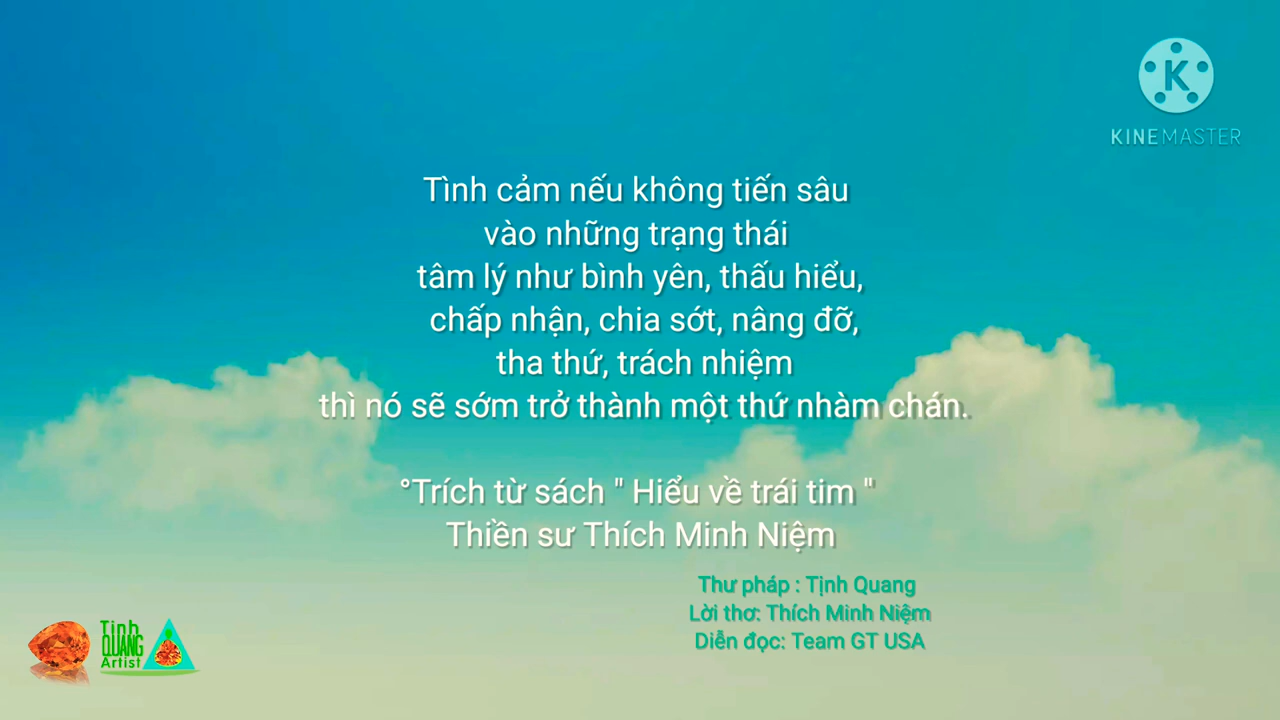 K
KINEMASTER
Tình cảm nếu không tiến sâu
vào những trạng thái
tâm lý như bình yên, thấu hiểu,
chấp nhận, chia sớt, nâng đỡ,
tha thứ, trách nhiệm
thì nó sẽ sớm trở thành một thứ nhàm chán.
°Trích từ sách " Hiểu về trái tim "
Thiền sư Thích Minh Niệm
Thư pháp : Tịnh Quang
Lời thơ: Thích Minh Niệm
Diễn đọc: Team GT USA
Tinh
QUANG
Artist